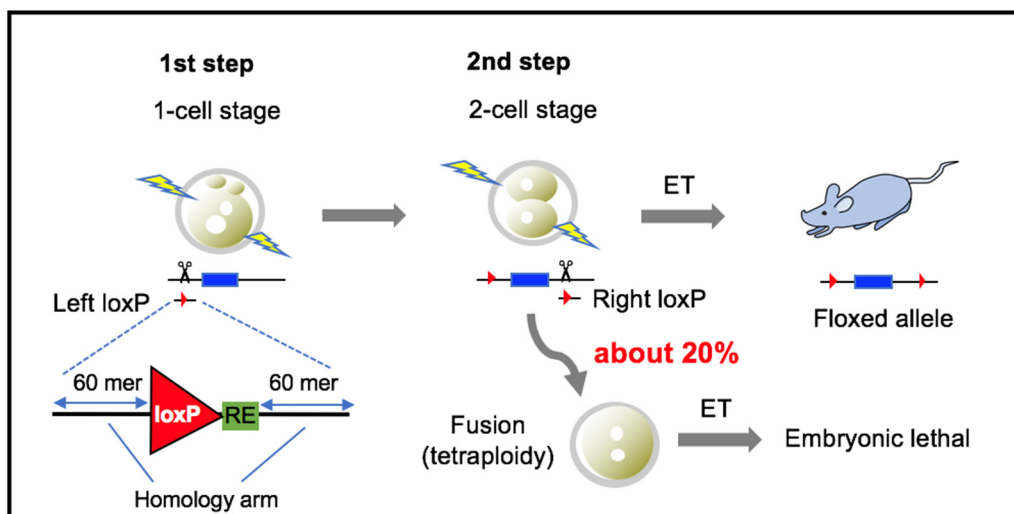 1st step
1-cell stage
2nd step
2-cell stage
ET
Left loxP
Right loxP
Floxed allele
about 20%
60 mer
60 mer
loxP
RE
Homology arm
Fusion
(tetraploidy)
ET
Embryonic lethal